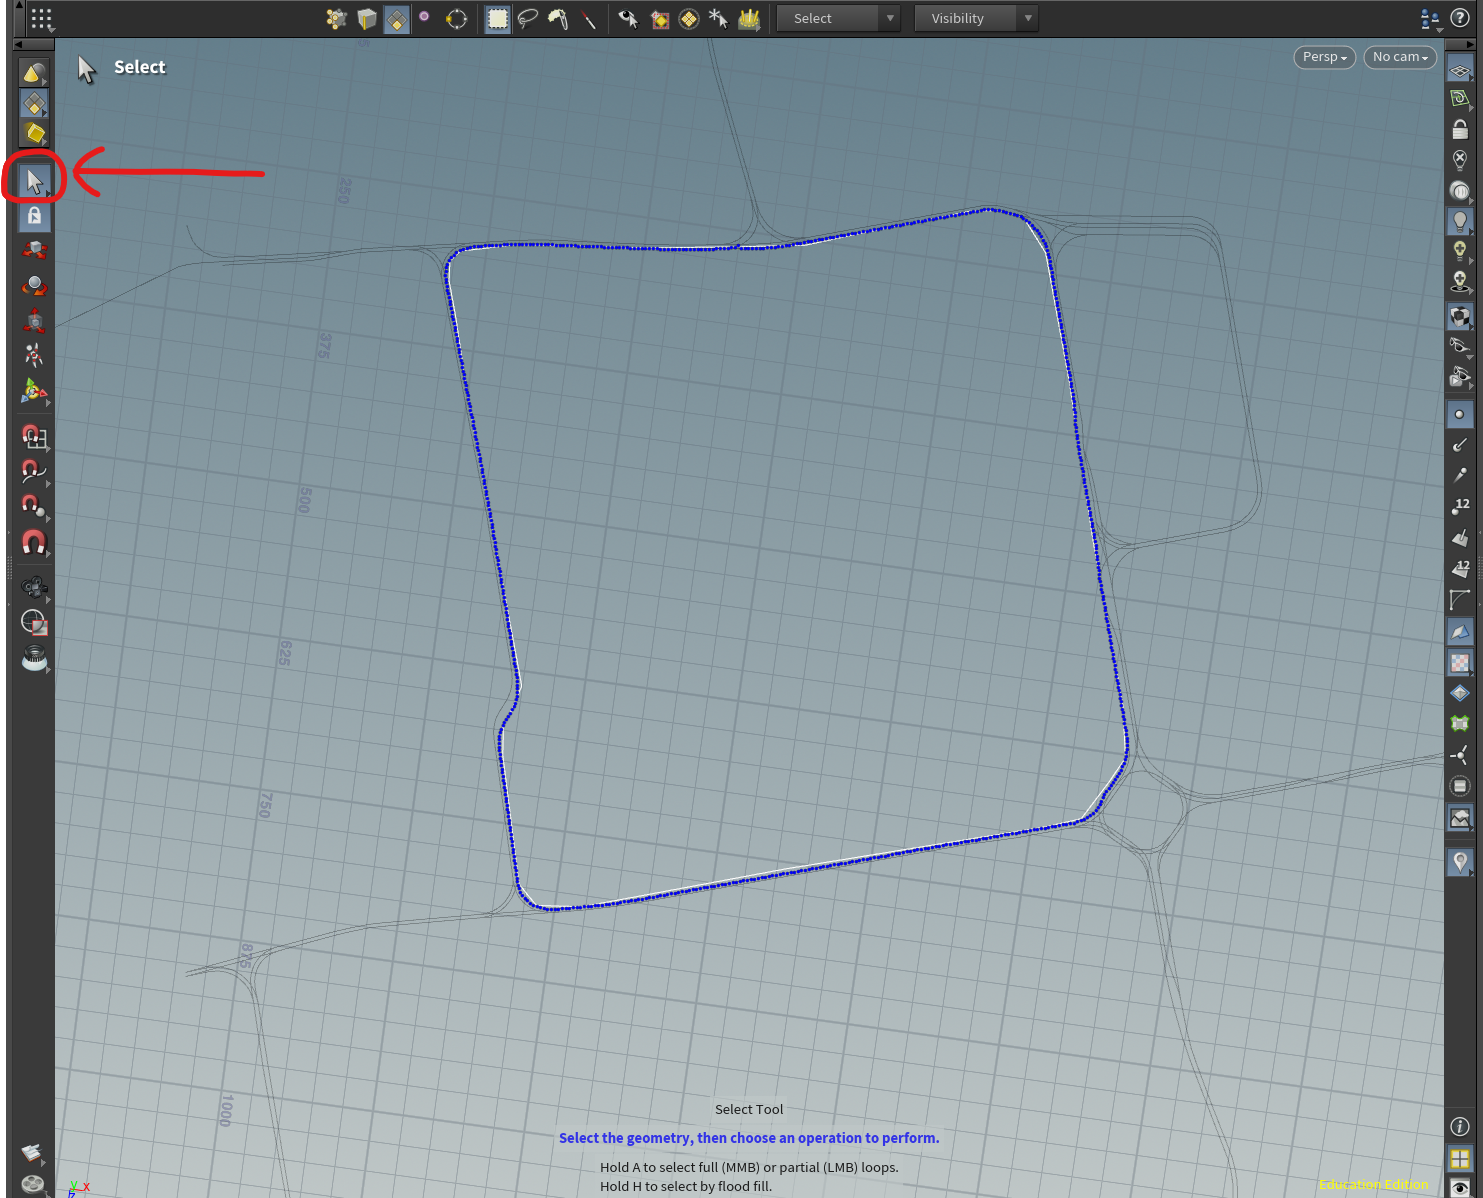 Select
Visibility
Select
Persp
No cam
250
375
500
12
12
625
750
875
1000
Select Tool
Select the geometry, then choose an operation to perform.
Hold A to select full (MMB) or partial (LMB) loops.
Hold H to select by flood fill.
Education Edition
y x
z